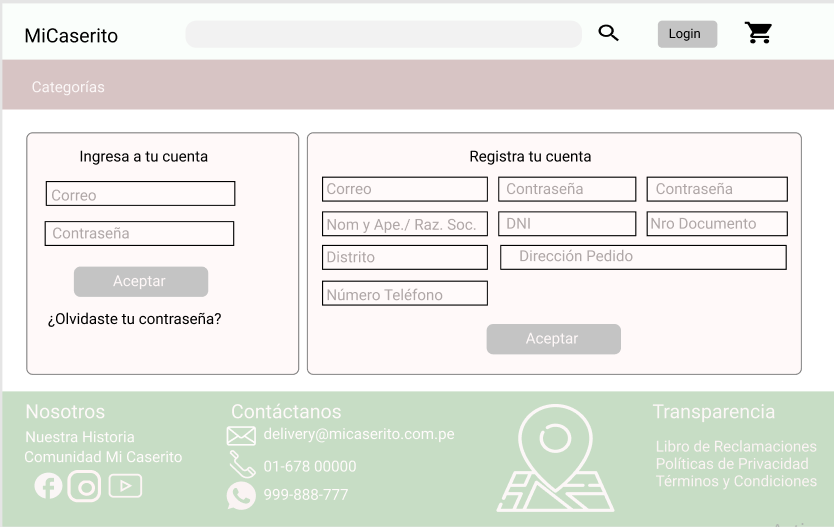 MiCaserito
Login
Categorías
Ingresa a tu cuenta
Correo
Contraseña
Aceptar
¿Olvidaste tu contraseña?
Registra tu cuenta
Correo
Contraseña
Contraseña
Nom y Ape./ Raz. Soc.
DNI
Nro Documento
Distrito
Dirección Pedido
Número Teléfono
Aceptar
Nosotros
Nuestra Historia
Comunidad Mi Caserito
Contáctanos
delivery@micaserito.com.pe
01-678 00000
999-888-777
Transparencia
Libro de Reclamaciones
Políticas de Privacidad
Términos y Condiciones